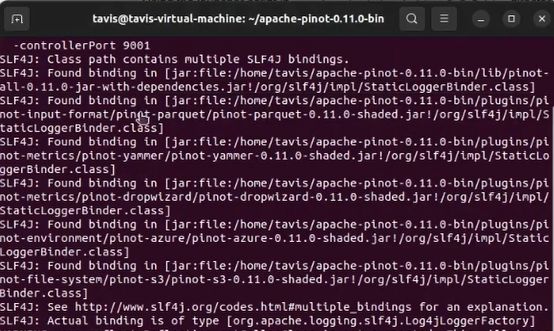 tavis@tavis-virtual-machine: ~/apache-pinot-0.11.0-bin
-controllerPort 9001
SLF4J: Class path contains multiple SLF4J bindings.
SLF4J: Found binding in [jar:file:/home/tavis/apache-pinot-0.11.0-bin/lib/pinot-
all-0.11.0-jar-with-dependencies.jar!/org/slf4j/impl/StaticLoggerBinder.class]
SLF4J: Found binding in [jar:file:/home/tavis/apache-pinot-0.11.0-bin/plugins/pi
not-input-format/pinot-parquet/pinot-parquet-0.11.0-shaded.jar!/org/slf4j/impl/S
taticLoggerBinder.class]
SLF4J: Found binding in [jar:file:/home/tavis/apache-pinot-0.11.0-bin/plugins/pi
not-metrics/pinot-yammer/pinot-yammer-0.11.0-shaded.jar!/org/slf4j/impl/StaticLo
ggerBinder.class]
SLF4J: Found binding in [jar:file:/home/tavis/apache-pinot-0.11.0-bin/plugins/pi
not-metrics/pinot-dropwizard/pinot-dropwizard-0.11.0-shaded.jar!/org/slf4j/impl/
StaticLoggerBinder.class]
SLF4J: Found binding in [jar:file:/home/tavis/apache-pinot-0.11.0-bin/plugins/pi
not-environment/pinot-azure/pinot-azure-0.11.0-shaded.jar!/org/slf4j/impl/Static
LoggerBinder.class]
SLF4J: Found binding in [jar:file:/home/tavis/apache-pinot-0.11.0-bin/plugins/pi
not-file-system/pinot-s3/pinot-s3-0.11.0-shaded.jar!/org/slf4j/impl/StaticLogger
Binder.class]
SLF4J: See http://www.slf4j.org/codes.html#multiple_bindings for an explanation.
SLF4J: Actual binding is of type [org.apache.logging.slf4j.Log4jLoggerFactory]